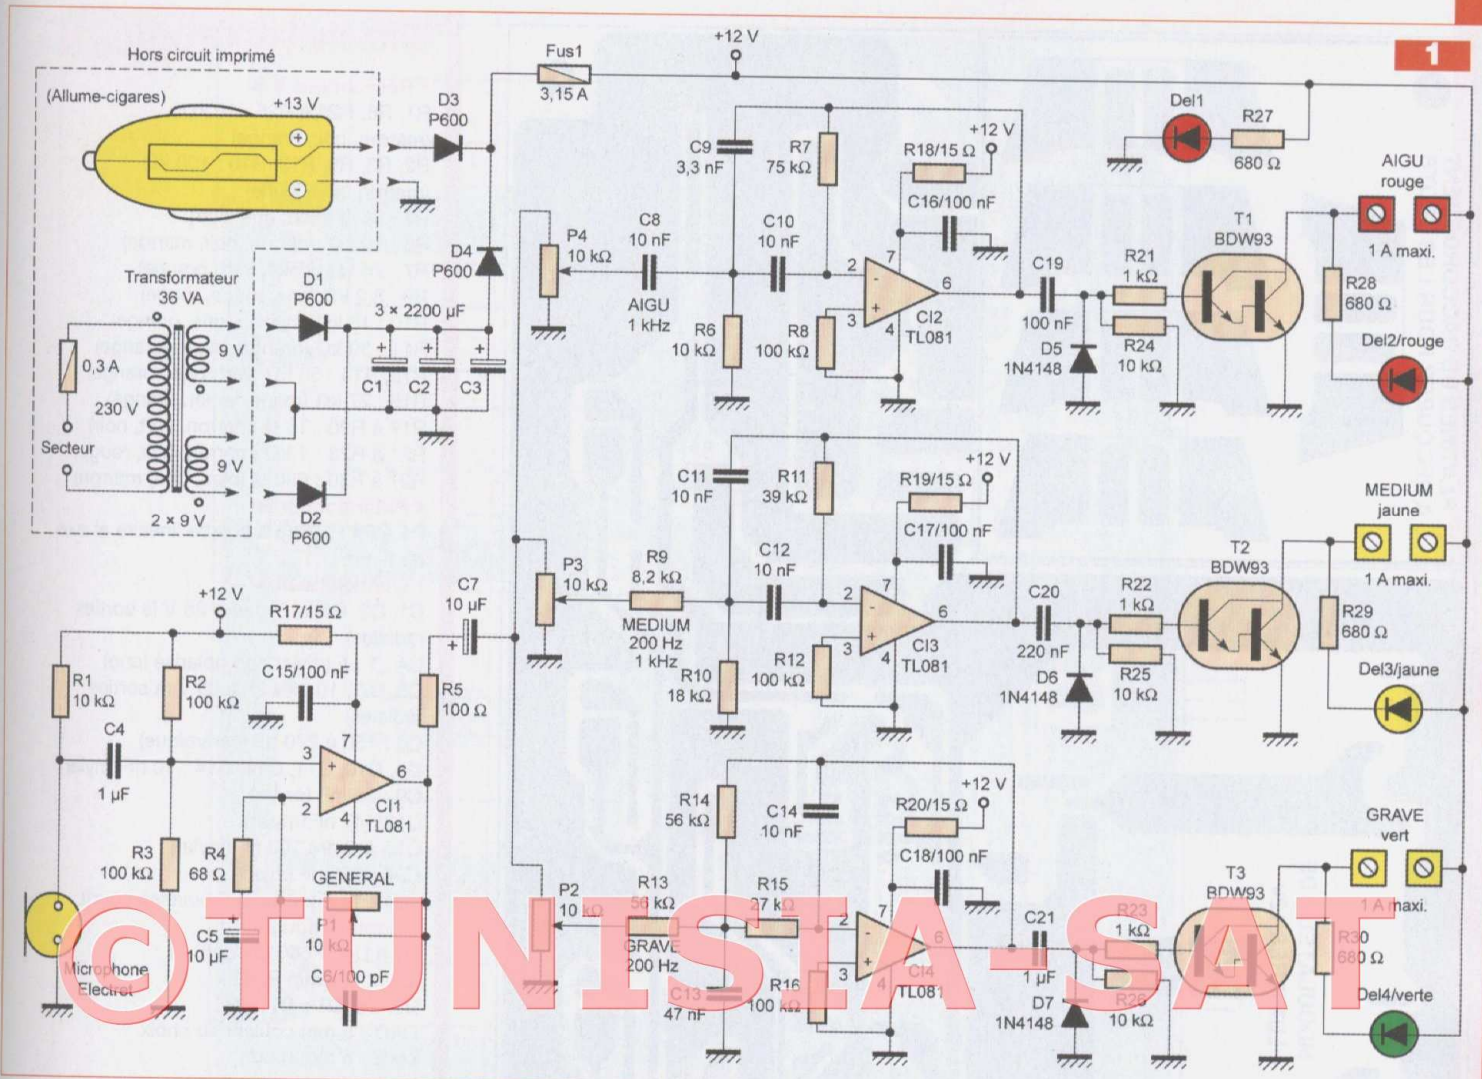 1
Hors circuit imprimé
(Allume-cigares)
+13 V
+
-
D3
P600
Fus1
3,15 A
+12 V
Del1
R27
680 Ω
AIGU
rouge
1 A maxi.
C9
3,3 nF
R7
75 kΩ
R18/15 Ω
+12 V
C16/100 nF
T1
BDW93
D4
P600
P4
10 kΩ
C8
10 nF
AIGU
1 kHz
C10
10 nF
2
7
6
3
4
-
+
CI2
TL081
C19
100 nF
R21
1 kΩ
R24
10 kΩ
D5
1N4148
R28
680 Ω
Del2/rouge
R6
10 kΩ
R8
100 kΩ
Transformateur
36 VA
D1
P600
3 × 2200 µF
9 V
0,3 A
230 V
Secteur
9 V
2 × 9 V
+
C1
+
C2
+
C3
D2
P600
C11
10 nF
R11
39 kΩ
R19/15 Ω
+12 V
C17/100 nF
MEDIUM
jaune
1 A maxi.
T2
BDW93
P3
10 kΩ
R9
8,2 kΩ
MEDIUM
200 Hz
1 kHz
C12
10 nF
2
7
6
3
4
-
+
CI3
TL081
C20
220 nF
R22
1 kΩ
R25
10 kΩ
D6
1N4148
R29
680 Ω
Del3/jaune
R10
18 kΩ
R12
100 kΩ
+12 V
R17/15 Ω
C7
10 µF
+
R1
10 kΩ
R2
100 kΩ
C15/100 nF
R5
100 Ω
C4
1 µF
3
7
6
2
4
+
-
CI1
TL081
R3
100 kΩ
R4
68 Ω
GENERAL
P1
10 kΩ
+
C5
10 µF
C6/100 pF
Microphone
Electret
R14
56 kΩ
C14
10 nF
R20/15 Ω
+12 V
C18/100 nF
GRAVE
vert
1 A maxi.
T3
BDW93
P2
10 kΩ
R13
56 kΩ
GRAVE
200 Hz
R15
27 kΩ
2
7
6
3
4
-
+
CI4
TL081
C21
1 µF
R23
1 kΩ
R26
10 kΩ
D7
1N4148
R30
680 Ω
Del4/verte
C13
47 nF
R16
100 kΩ
©TUNISIA-SAT